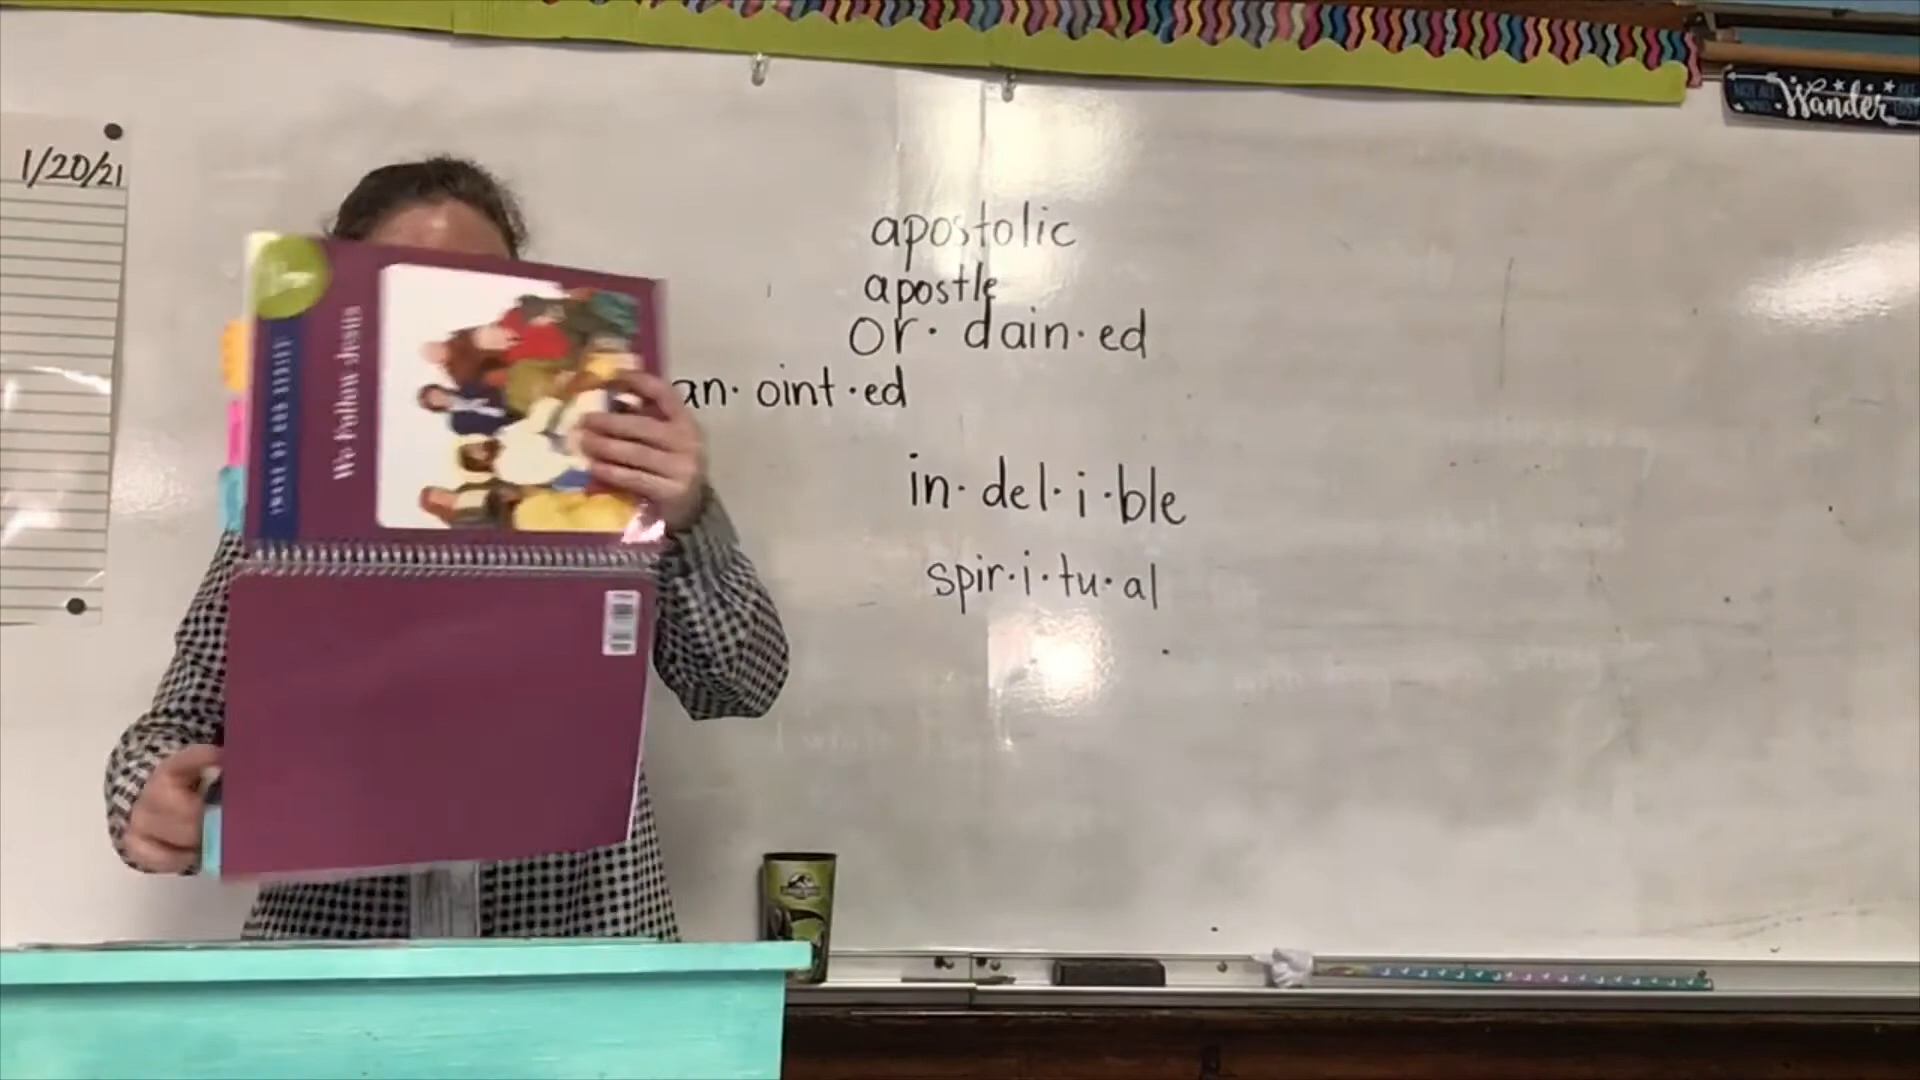 1/20/21
apostolic
apostle
or·dain·ed
an·oint·ed
in·del·i·ble
spir·i·tu·al
We Follow Jesus
Wander